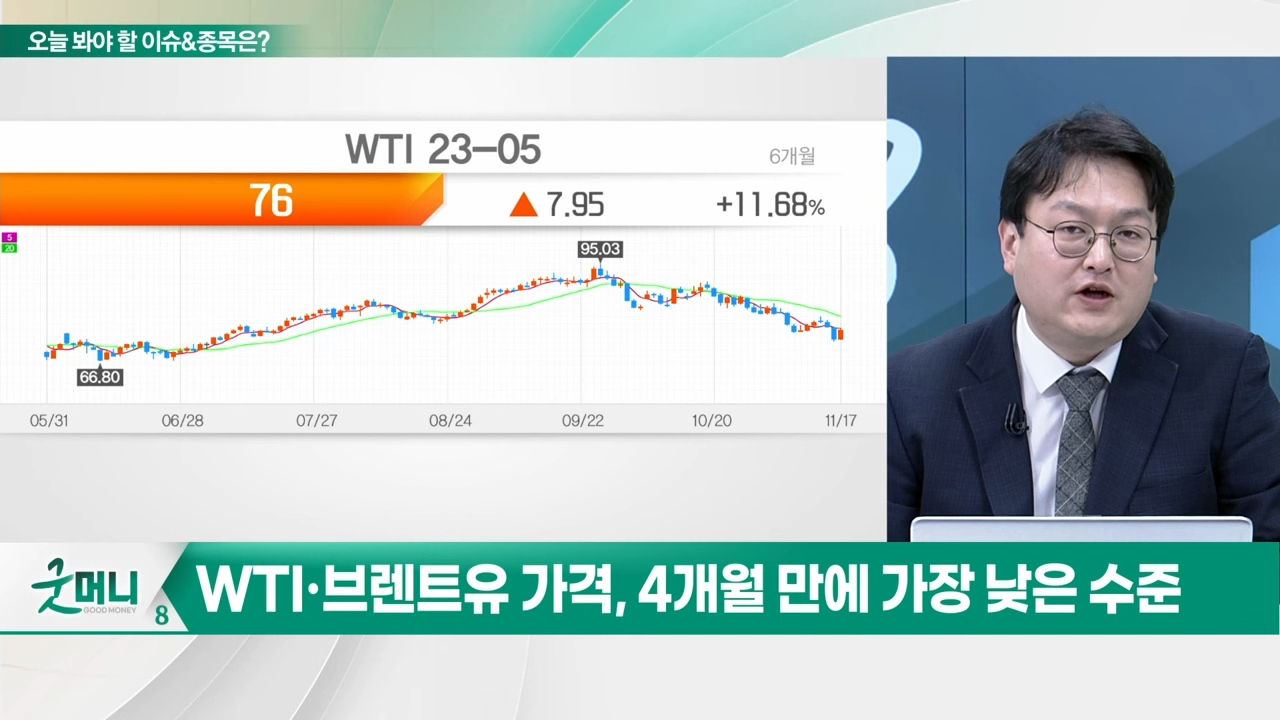 오늘 봐야 할 이슈&종목은?
WTI 23-05
6개월
76
▲ 7.95
+11.68%
5
20
95.03
66.80
05/31 06/28 07/27 08/24 09/22 10/20 11/17
굿머니
GOOD MONEY
8
WTI·브렌트유 가격, 4개월 만에 가장 낮은 수준